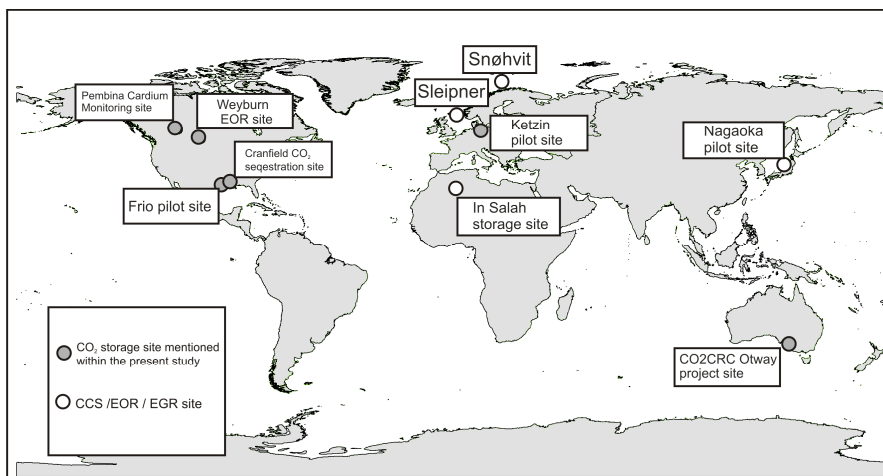 Snøhvit
Sleipner
Pembina Cardium
Monitoring site
Weyburn
EOR site
Ketzin
pilot site
Nagaoka
pilot site
Cranfield CO₂
seqestration site
Frio pilot site
In Salah
storage site
CO2CRC Otway
project site
CO₂ storage site mentioned
within the present study
CCS /EOR / EGR site